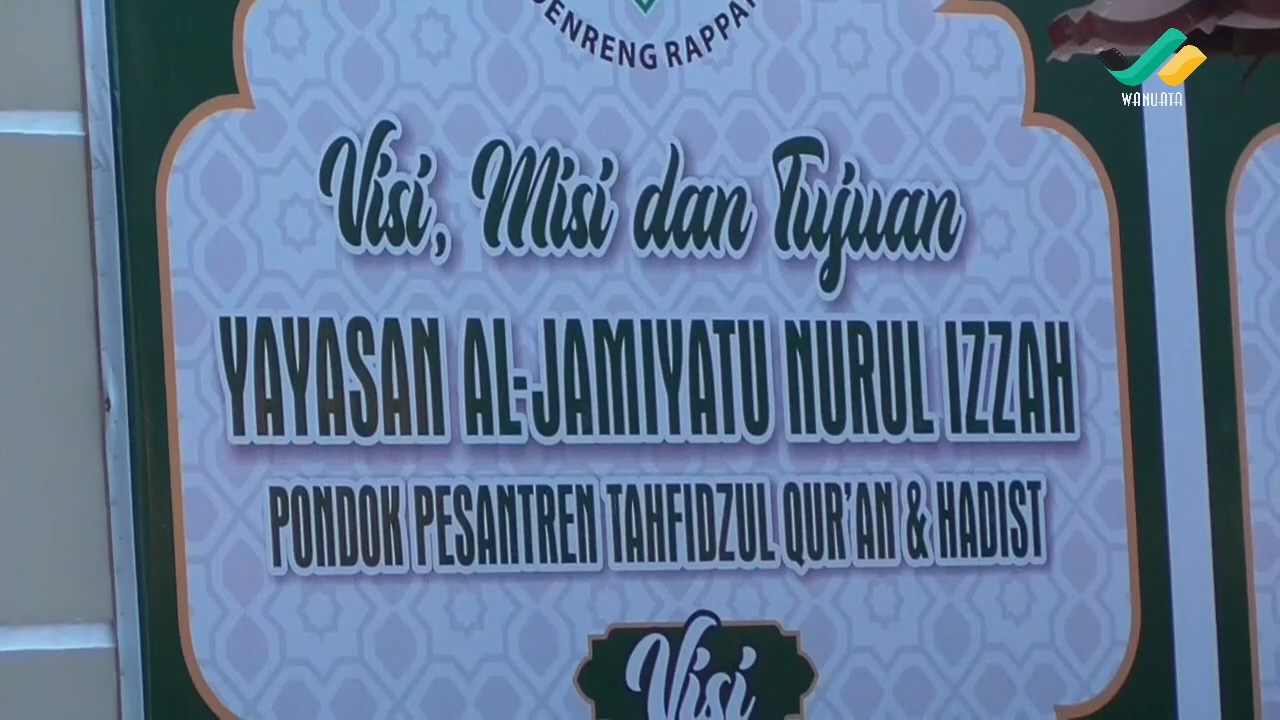 WANUATA
Visi, Misi dan Tujuan
YAYASAN AL-JAMIYATU NURUL IZZAH
PONDOK PESANTREN TAHFIDZUL QUR'AN & HADIST
Visi